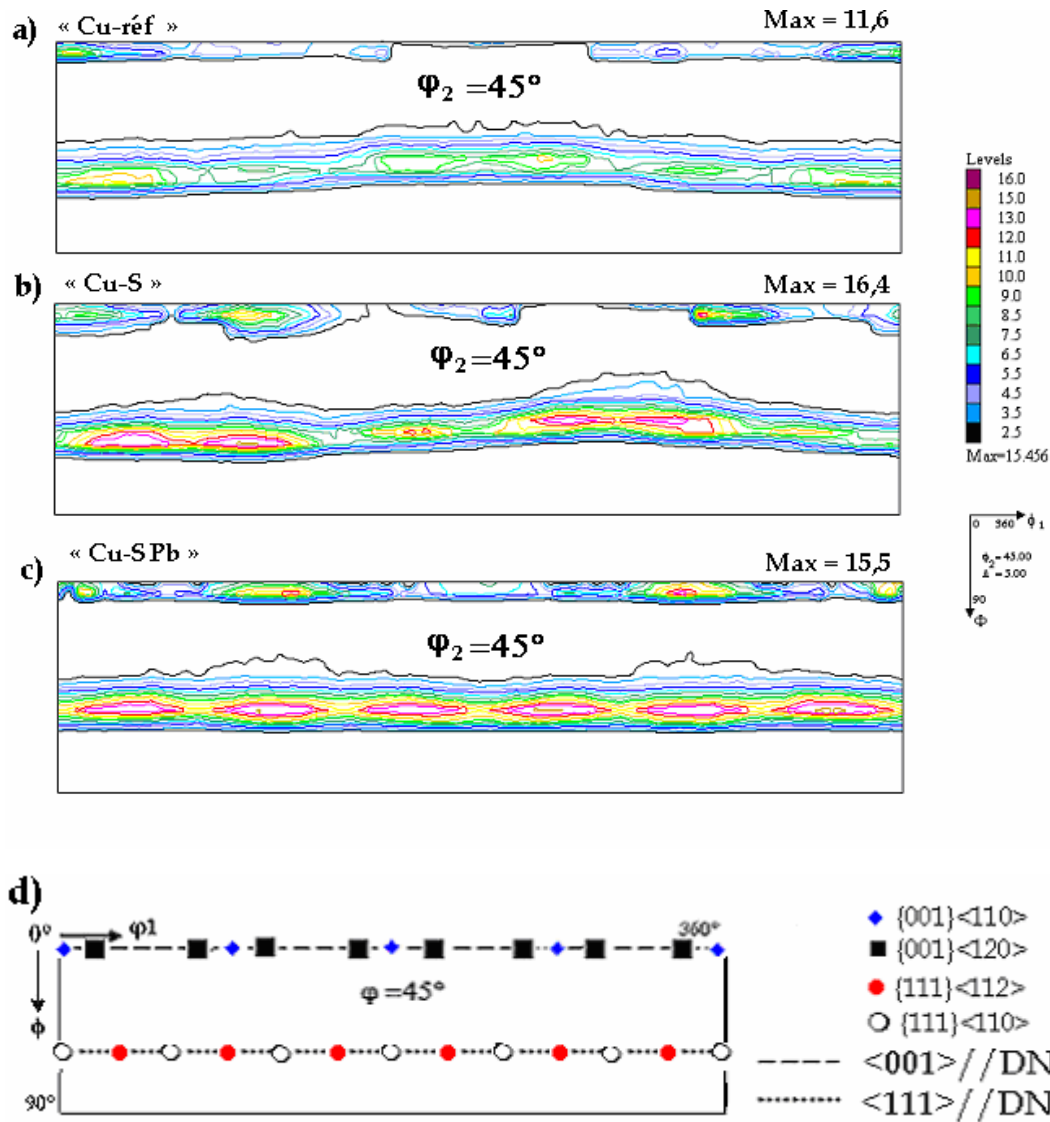 a) « Cu-réf » Max = 11,6
φ2 =45°
b) « Cu-S » Max = 16,4
φ2 =45°
c) « Cu-SPb » Max = 15,5
φ2 =45°
Levels
16.0
15.0
13.0
12.0
11.0
10.0
9.0
8.5
7.5
6.5
5.5
4.5
3.5
2.5
Max=15.456
0 360 ϕ1
ϕ2=45.00
90
Φ
d)
0° φ1 360°
φ =45°
ϕ
90°
{001}<110>
{001}<120>
{111}<112>
{111}<110>
<001>//DN
<111>//DN